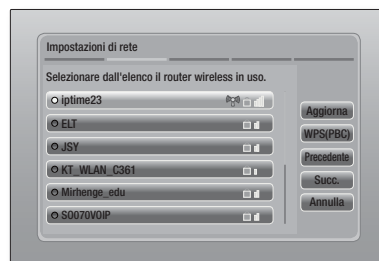 Impostazioni di rete
Selezionare dall'elenco il router wireless in uso.
iptime23
ELT
JSY
KT_WLAN_C361
Mirhenge_edu
SO070VOIP
Aggiorna
WPS(PBC)
Precedente
Succ.
Annulla